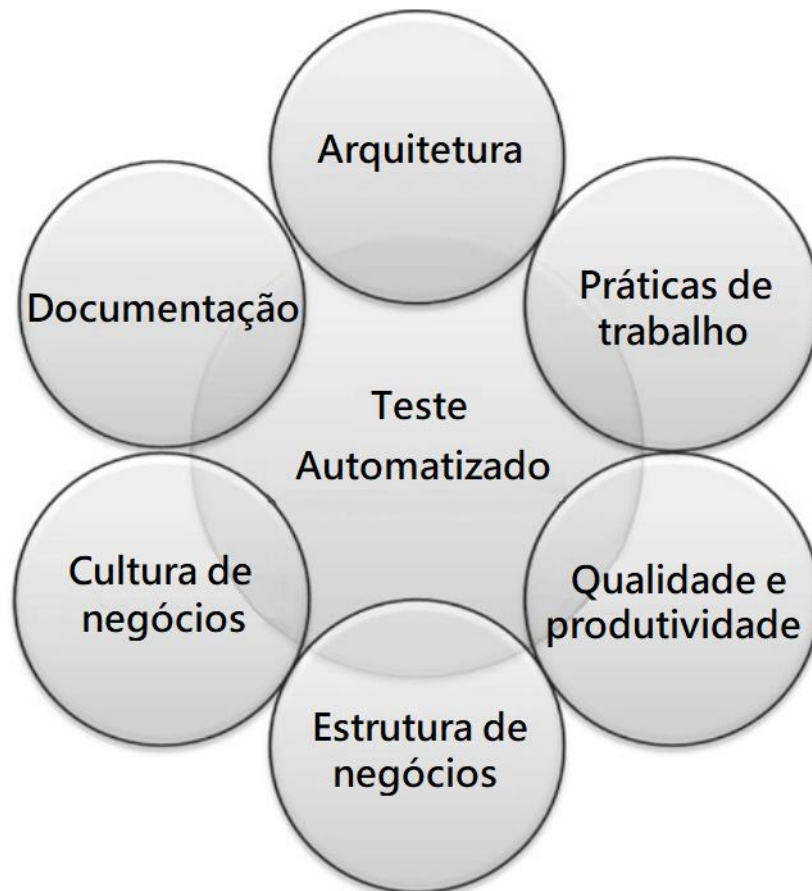 Arquitetura
Práticas de
trabalho
Documentação
Teste
Automatizado
Cultura de
negócios
Qualidade e
produtividade
Estrutura de
negócios